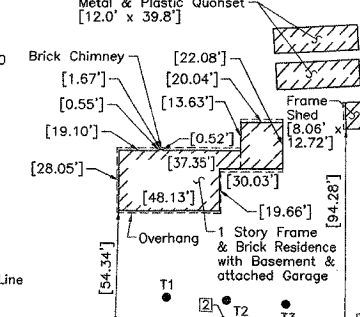 Metal & Plastic Quonset
[12.0' x 39.8']
Brick Chimney
[22.08']
[1.67']
[20.04']
[0.55']
[13.63']
Frame
Shed
[8.06' x
12.72']
[19.10']
[0.52']
[28.05']
[37.35']
[30.03']
[48.13']
[19.66']
[94.28']
Overhang
1 Story Frame
& Brick Residence
with Basement &
attached Garage
[54.34']
Line
T1
2
T2
T3